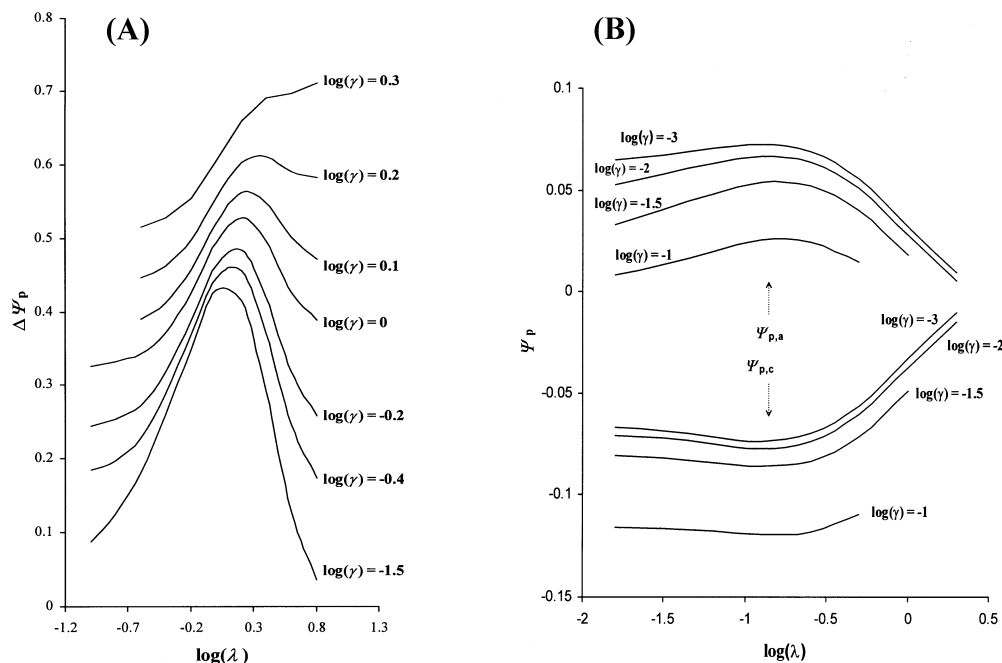 (A)
0.8
0.7
0.6
0.5
0.4
0.3
0.2
0.1
0
ΔΨp
-1.2
-0.7
-0.2
0.3
0.8
1.3
log(λ)
log(γ) = 0.3
log(γ) = 0.2
log(γ) = 0.1
log(γ) = 0
log(γ) = -0.2
log(γ) = -0.4
log(γ) = -1.5
(B)
0.1
0.05
0
-0.05
-0.1
-0.15
Ψp
-2
-1.5
-1
-0.5
0
0.5
log(λ)
log(γ) = -3
log(γ) = -2
log(γ) = -1.5
log(γ) = -1
Ψp,a
Ψp,c
log(γ) = -3
log(γ) = -2
log(γ) = -1.5
log(γ) = -1